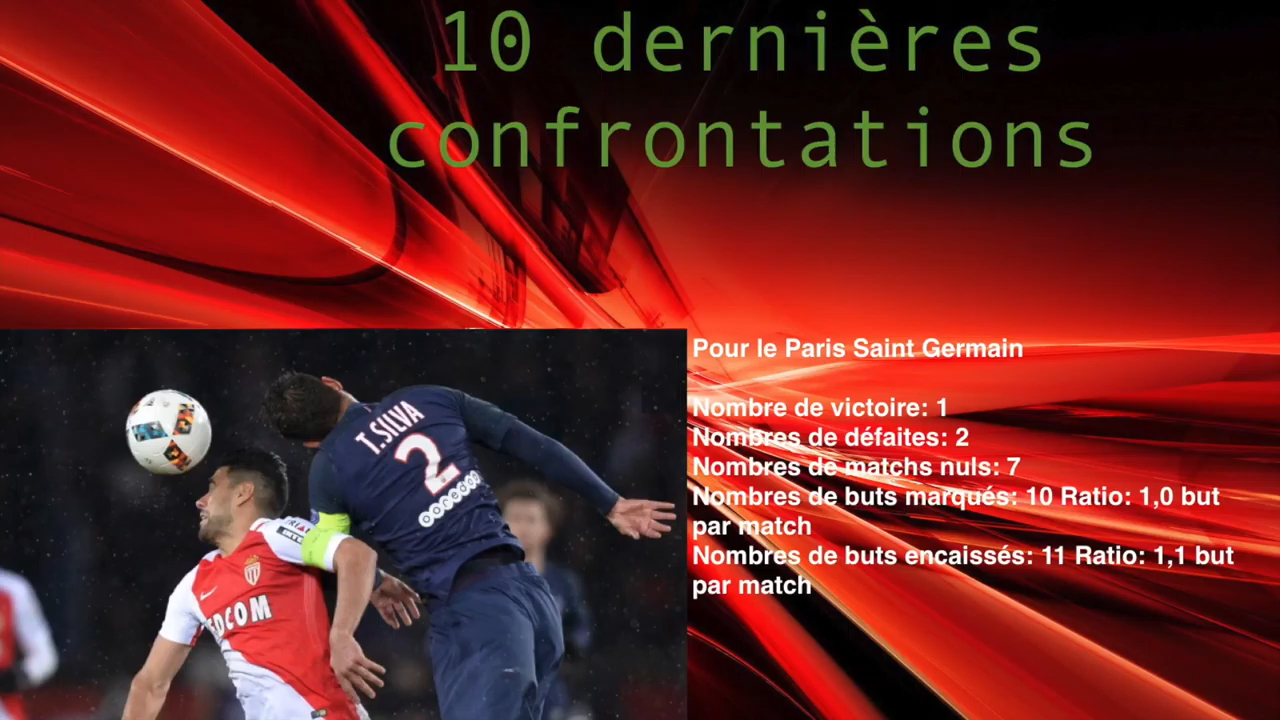 10 dernières
confrontations
Pour le Paris Saint Germain
Nombre de victoire: 1
Nombres de défaites: 2
Nombres de matchs nuls: 7
Nombres de buts marqués: 10 Ratio: 1,0 but
par match
Nombres de buts encaissés: 11 Ratio: 1,1 but
par match
T.SILVA
2
ooredoo
EDCOM